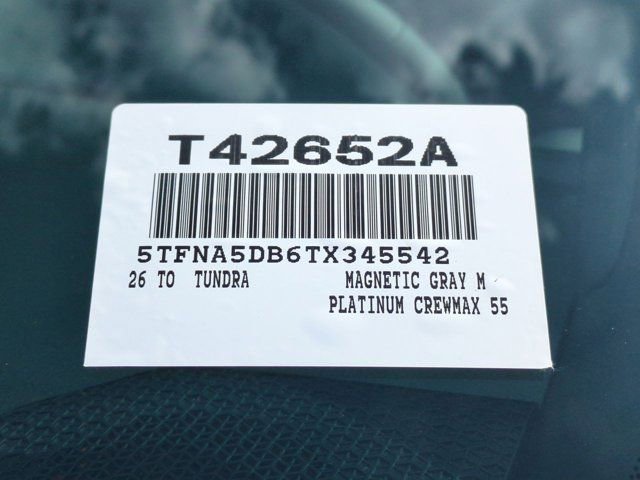 T42652A
5TFNA5DB6TX345542
26 TO TUNDRA MAGNETIC GRAY M
PLATINUM CREWMAX 55